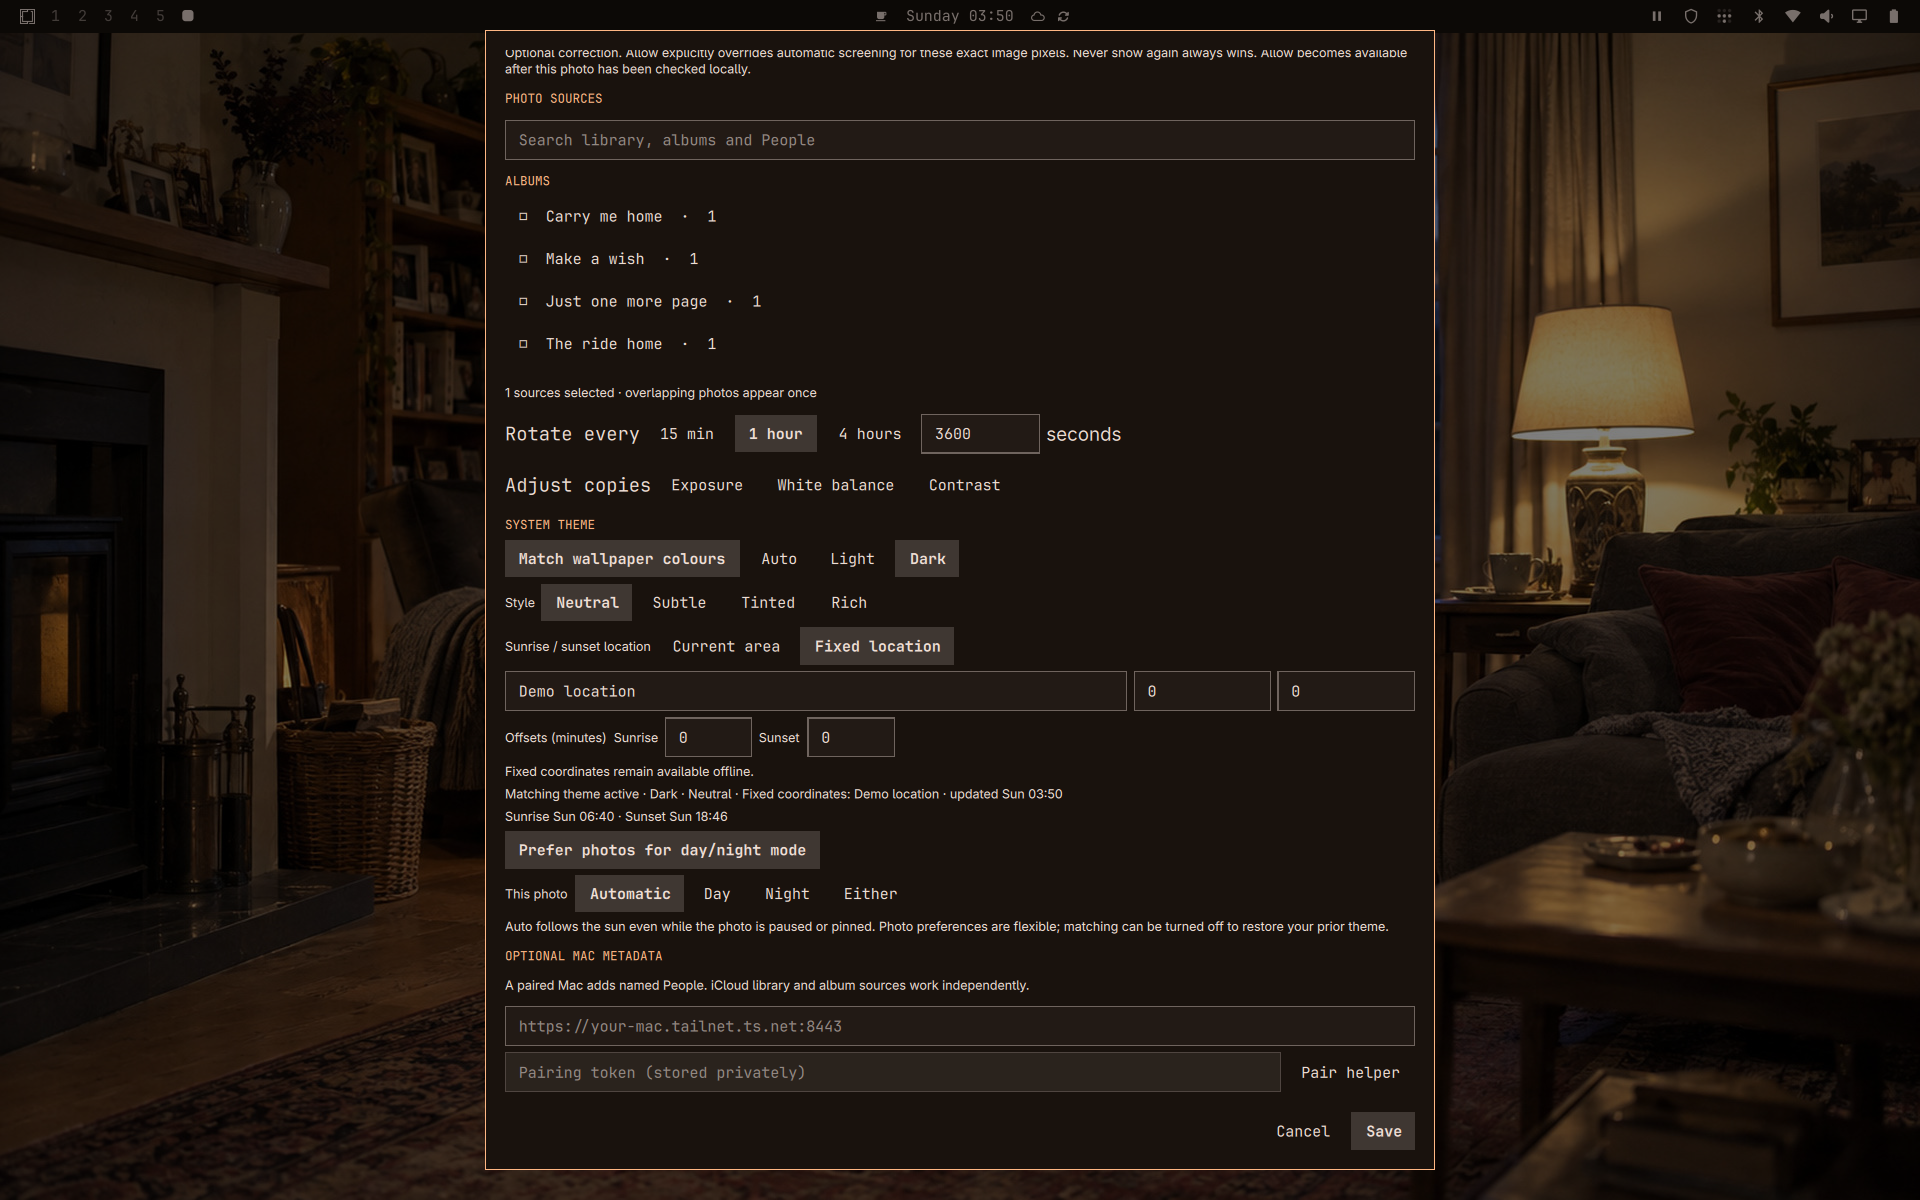 1 2 3 4 5
Sunday 03:50
Optional correction. Allow explicitly overrides automatic screening for these exact image pixels. Never show again always wins. Allow becomes available
after this photo has been checked locally.
PHOTO SOURCES
Search library, albums and People
ALBUMS
Carry me home · 1
Make a wish · 1
Just one more page · 1
The ride home · 1
1 sources selected · overlapping photos appear once
Rotate every 15 min 1 hour 4 hours 3600 seconds
Adjust copies Exposure White balance Contrast
SYSTEM THEME
Match wallpaper colours Auto Light Dark
Style Neutral Subtle Tinted Rich
Sunrise / sunset location Current area Fixed location
Demo location 0 0
Offsets (minutes) Sunrise 0 Sunset 0
Fixed coordinates remain available offline.
Matching theme active · Dark · Neutral · Fixed coordinates: Demo location · updated Sun 03:50
Sunrise Sun 06:40 · Sunset Sun 18:46
Prefer photos for day/night mode
This photo Automatic Day Night Either
Auto follows the sun even while the photo is paused or pinned. Photo preferences are flexible; matching can be turned off to restore your prior theme.
OPTIONAL MAC METADATA
A paired Mac adds named People. iCloud library and album sources work independently.
https://your-mac.tailnet.ts.net:8443
Pairing token (stored privately) Pair helper
Cancel Save